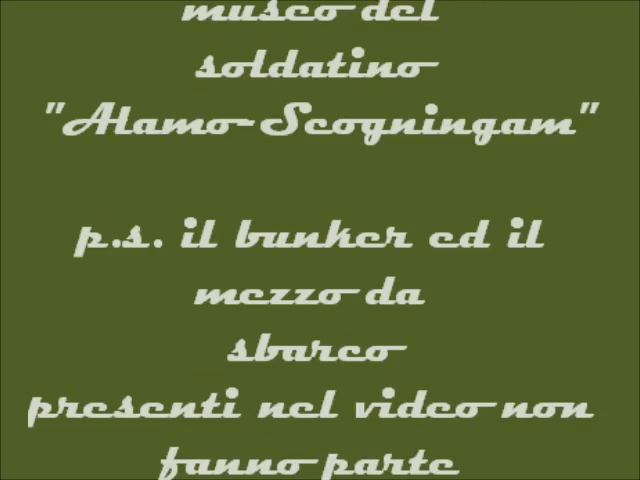 museo del
soldatino
"Alamo-Scogningam"
p.s. il bunker ed il
mezzo da
sbarco
presenti nel video non
fanno parte